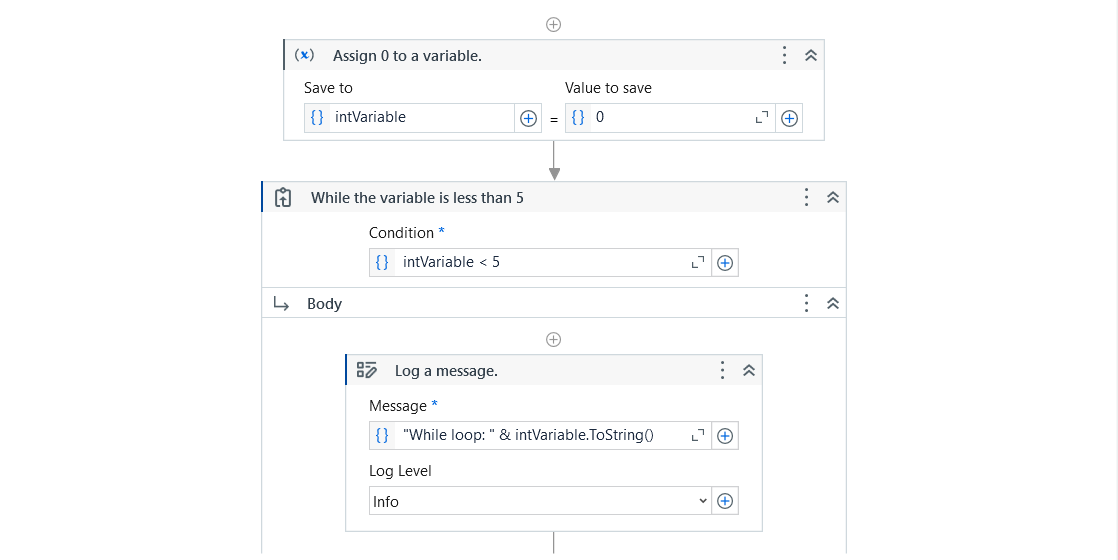 (x) Assign 0 to a variable.
Save to Value to save
{} intVariable = {} 0
While the variable is less than 5
Condition *
{} intVariable < 5
Body
Log a message.
Message *
{} "While loop: " & intVariable.ToString()
Log Level
Info